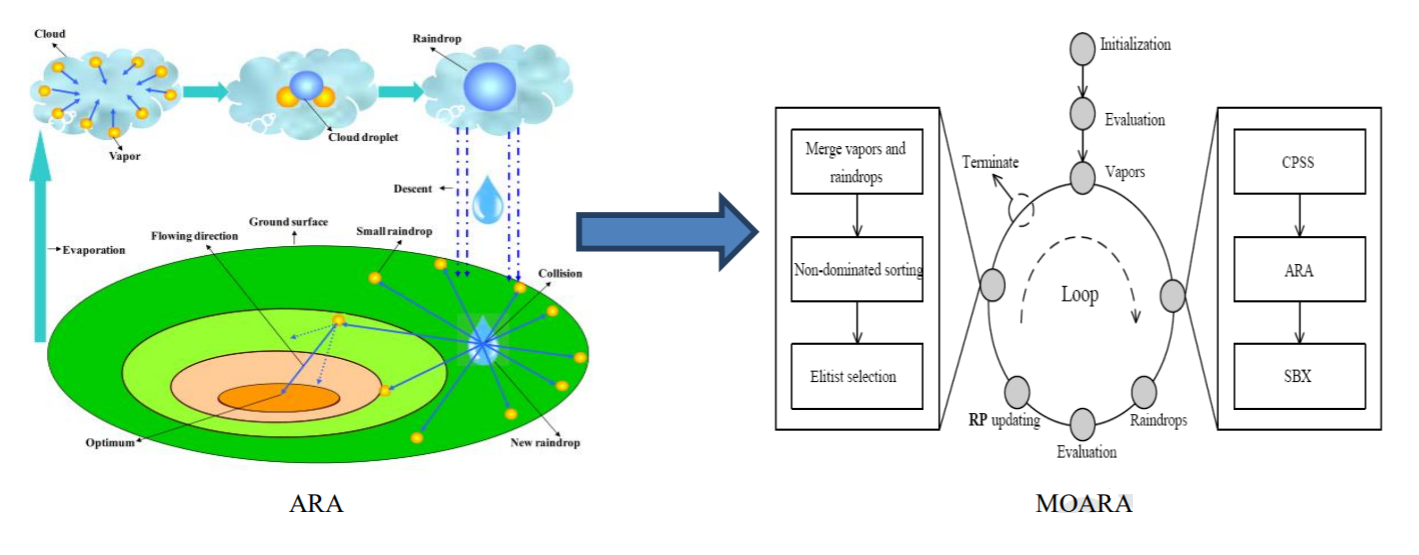 Cloud
Vapor
Cloud droplet
Raindrop
Descent
Evaporation
Ground surface
Flowing direction
Small raindrop
Collision
Optimum
New raindrop
ARA
Initialization
Evaluation
Vapors
Terminate
Loop
Merge vapors and
raindrops
Non-dominated sorting
Elitist selection
CPSS
ARA
SBX
RP updating
Raindrops
Evaluation
MOARA